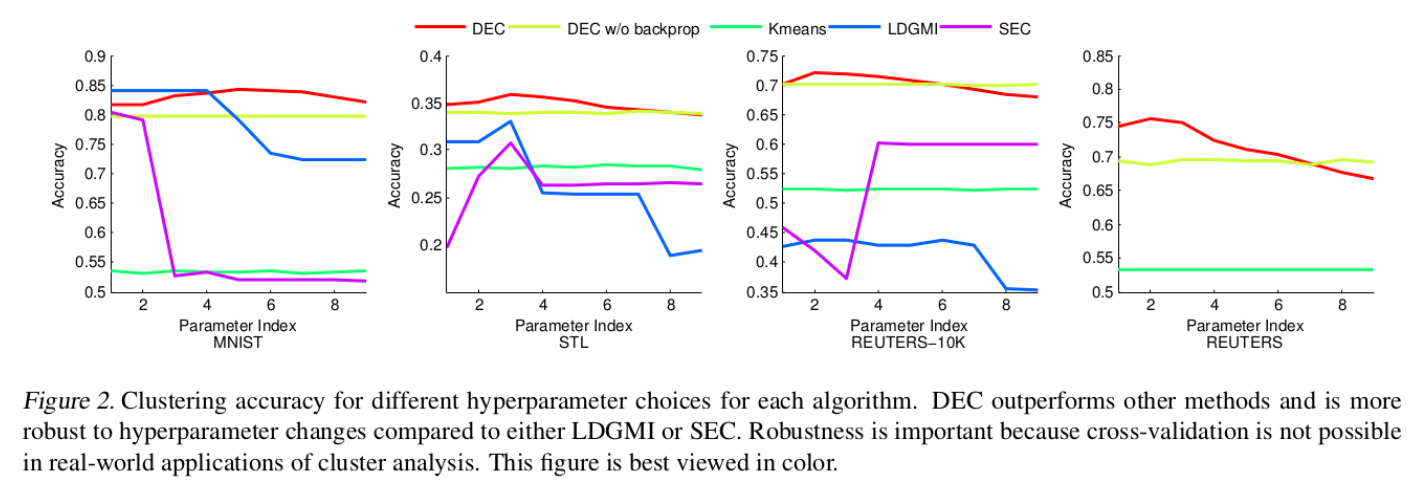 DEC DEC w/o backprop Kmeans LDGMI SEC
0.9
0.85
0.8
0.75
0.7
0.65
0.6
0.55
0.5
Accuracy
2 4 6 8
Parameter Index
MNIST
0.4
0.35
0.3
0.25
0.2
Accuracy
2 4 6 8
Parameter Index
STL
0.75
0.7
0.65
0.6
0.55
0.5
0.45
0.4
0.35
Accuracy
2 4 6 8
Parameter Index
REUTERS−10K
0.85
0.8
0.75
0.7
0.65
0.6
0.55
0.5
Accuracy
2 4 6 8
Parameter Index
REUTERS
Figure 2. Clustering accuracy for different hyperparameter choices for each algorithm. DEC outperforms other methods and is more
robust to hyperparameter changes compared to either LDGMI or SEC. Robustness is important because cross-validation is not possible
in real-world applications of cluster analysis. This figure is best viewed in color.